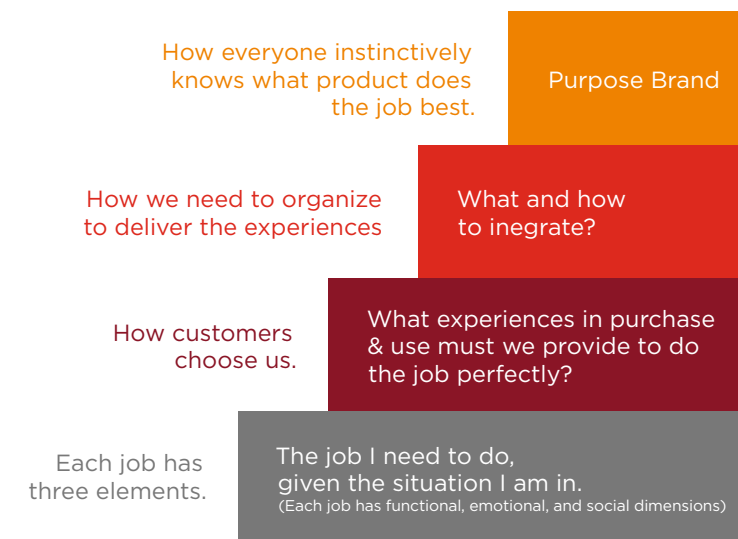 How everyone instinctively
knows what product does
the job best.
Purpose Brand
How we need to organize
to deliver the experiences
What and how
to inegrate?
How customers
choose us.
What experiences in purchase
& use must we provide to do
the job perfectly?
Each job has
three elements.
The job I need to do,
given the situation I am in.
(Each job has functional, emotional, and social dimensions)